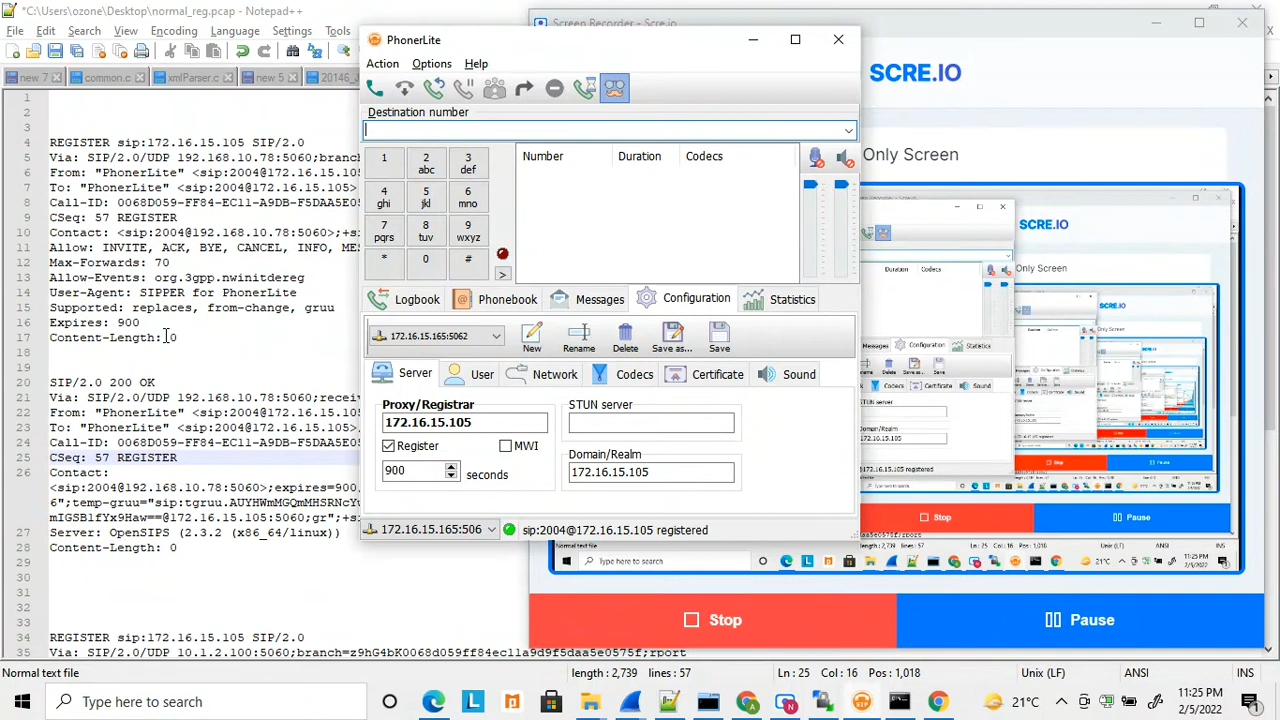 *C:\Users\ozone\Desktop\normal_reg.pcap - Notepad++
File Edit Search View Encoding Language Settings Tools
new 7 common.c xmlParser.c new 5 20146_
1
2
3
4 REGISTER sip:172.16.15.105 SIP/2.0
5 Via: SIP/2.0/UDP 192.168.10.78:5060;branch
6 From: "PhonerLite" <sip:2004@172.16.15.105
7 To: "PhonerLite" <sip:2004@172.16.15.105>
8 Call-ID: 0068D059-FF84-EC11-A9DB-F5DAA05E0
9 CSeq: 57 REGISTER
10 Contact: <sip:2004@192.168.10.78:5060>;+s
11 Allow: INVITE, ACK, BYE, CANCEL, INFO, MES
12 Max-Forwards: 70
13 Allow-Events: org.3gpp.nwinitdereg
14 User-Agent: SIPPER for PhonerLite
15 Supported: replaces, from-change, gruu
16 Expires: 900
17 Content-Length: 0
18
19
20 SIP/2.0 200 OK
21 Via: SIP/2.0/UDP 192.168.10.78:5060;recei
22 From: "PhonerLite" <sip:2004@172.16.15.105
23 To: "PhonerLite" <sip:2004@172.16.15.105>
24 Call-ID: 0068D059-FF84-EC11-A9DB-F5DAA05E0
25 CSeq: 57 REGISTER
26 Contact:
<sip:2004@192.168.10.78:5060>;expires=900
6";temp-gruu="sip:tgruu.
27 Server: OpenSIPS (2.3.2 (x86_64/linux))
28 Content-Length: 0
29
30
31
32
33
34 REGISTER sip:172.16.15.105 SIP/2.0
35 Via: SIP/2.0/UDP 10.1.2.100:5060;branch=z9hG4bK0068d059ff84ec11a9d9f5daa5e0575f;rport
Normal text file
length : 2,739 lines : 57
Ln : 25 Col : 16 Pos : 1,018
Unix (LF)
ANSI
INS
PhonerLite
Action Options Help
Destination number
1 2 abc 3 def
4 ghi 5 jkl 6 mno
7 pqrs 8 tuv 9 wxyz
* 0 #
>
Number Duration Codecs
Logbook Phonebook Messages Configuration Statistics
172.16.15.165:5062
New Rename Delete Save as... Save
Server User Network Codecs Certificate Sound
Proxy/Registrar
172.16.15.105
Register MWI
900 seconds
STUN server
Domain/Realm
172.16.15.105
172.16.15.165:506
sip:2004@172.16.15.105 registered
Screen Recorder - Scre.io
SCRE.IO
Only Screen
SCRE.IO
Only Screen
Stop Pause
Stop
Pause
Type here to search
21°C
11:25 PM
2/5/2022